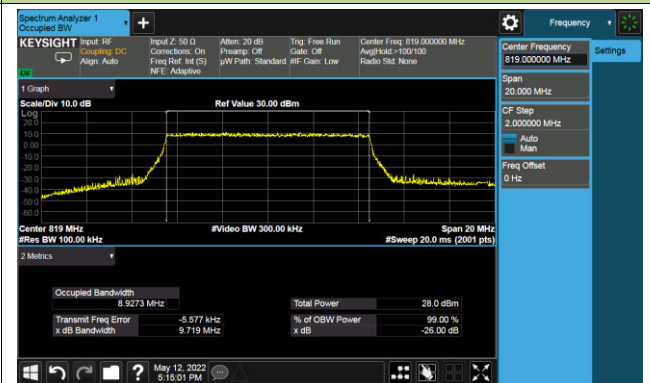 Spectrum Analyzer 1
Occupied BW
Frequency
KEYSIGHT
Input: RF
Coupling: DC
Align: Auto
Input Z: 50 Ω
Corrections: On
Freq Ref: Int (S)
NFE: Adaptive
Atten: 20 dB
Preamp: Off
µW Path: Standard
Trig: Free Run
Gate: Off
#IF Gain: Low
Center Freq: 819.000000 MHz
Avg|Hold:>100/100
Radio Std: None
Center Frequency
819.000000 MHz
Settings
Span
20.000 MHz
CF Step
2.000000 MHz
Auto
Man
Freq Offset
0 Hz
1 Graph
Scale/Div 10.0 dB
Ref Value 30.00 dBm
Log
20.0
10.0
0.00
-10.0
-20.0
-30.0
-40.0
-50.0
-60.0
Center 819 MHz
#Video BW 300.00 kHz
Span 20 MHz
#Res BW 100.00 kHz
#Sweep 20.0 ms (2001 pts)
2 Metrics
Occupied Bandwidth
8.9273 MHz
Total Power 28.0 dBm
Transmit Freq Error -5.577 kHz
% of OBW Power 99.00 %
x dB Bandwidth 9.719 MHz
x dB -26.00 dB
May 12, 2022
5:15:01 PM